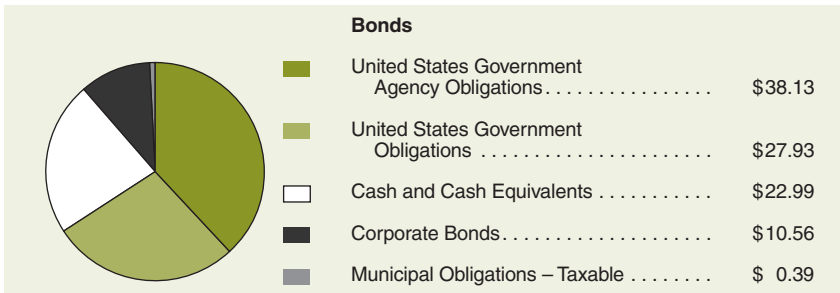 Bonds
United States Government
Agency Obligations. . . . . . . . . . . . . . . . $38.13
United States Government
Obligations . . . . . . . . . . . . . . . . . . . . . . $27.93
Cash and Cash Equivalents . . . . . . . . . . . $22.99
Corporate Bonds. . . . . . . . . . . . . . . . . . . . $10.56
Municipal Obligations – Taxable . . . . . . . . $ 0.39